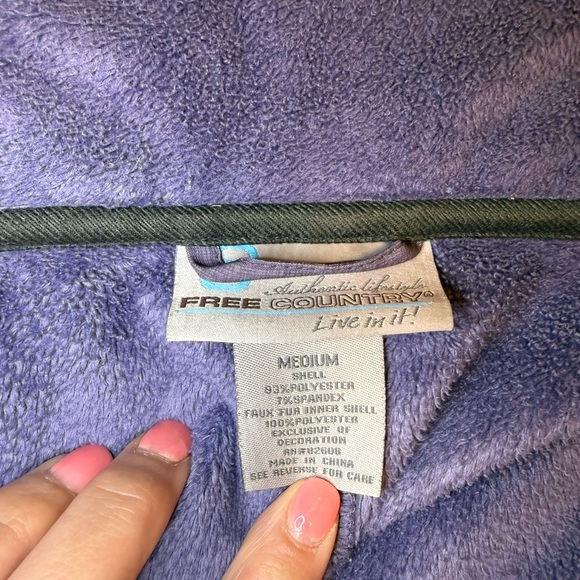 Authentic lifestyle
FREE COUNTRY®
Live in it!
MEDIUM
SHELL
93%POLYESTER
7%SPANDEX
FAUX FUR INNER SHELL
100%POLYESTER
EXCLUSIVE OF
DECORATION
RN#82608
MADE IN CHINA
SEE REVERSE FOR CARE